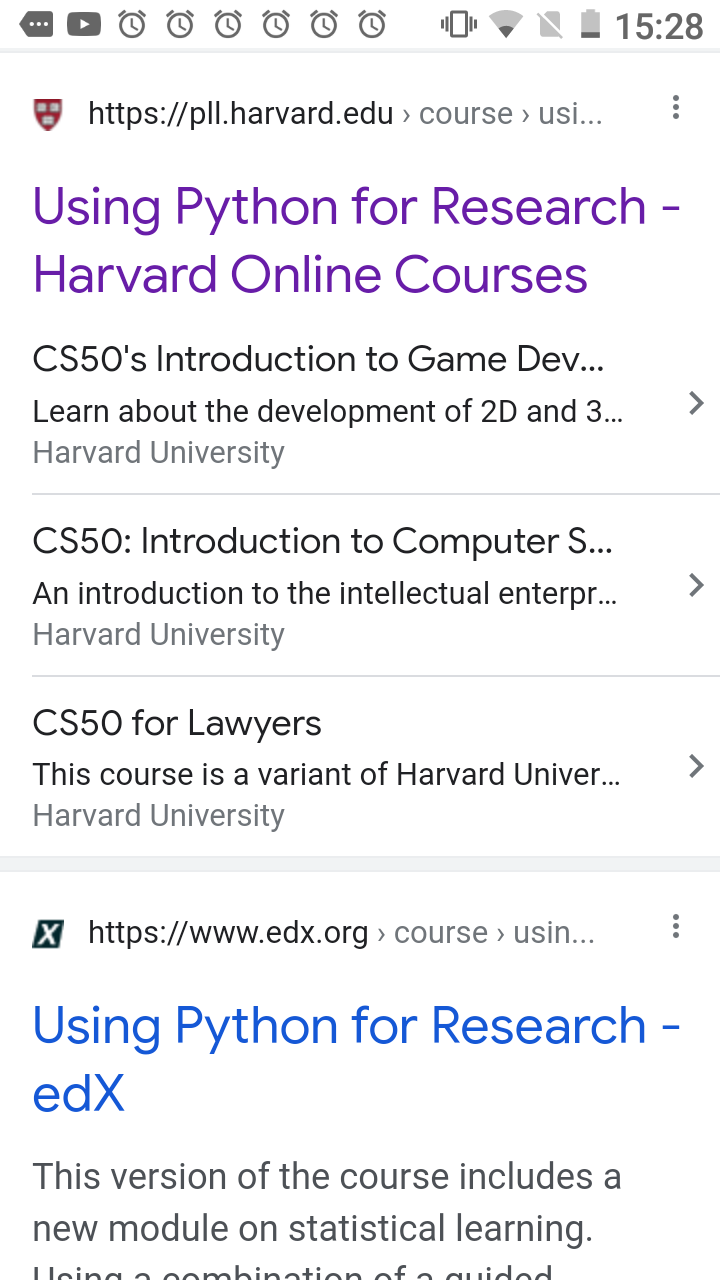 15:28
https://pll.harvard.edu › course › usi...
Using Python for Research -
Harvard Online Courses
CS50's Introduction to Game Dev...
Learn about the development of 2D and 3...
Harvard University
CS50: Introduction to Computer S...
An introduction to the intellectual enterpr...
Harvard University
CS50 for Lawyers
This course is a variant of Harvard Univer...
Harvard University
https://www.edx.org › course › usin...
Using Python for Research -
edX
This version of the course includes a
new module on statistical learning.
Using a combination of a guided